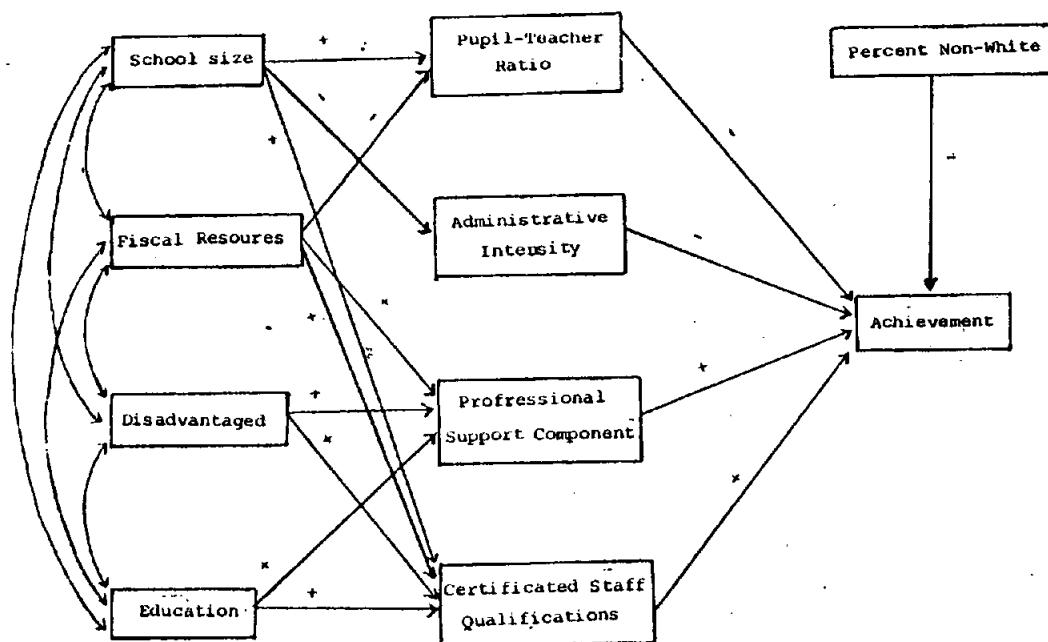 School size
Pupil-Teacher
Ratio
Percent Non-White
Fiscal Resoures
Administrative
Intensity
Achievement
Disadvantaged
Profressional
Support Component
Education
Certificated Staff
Qualifications